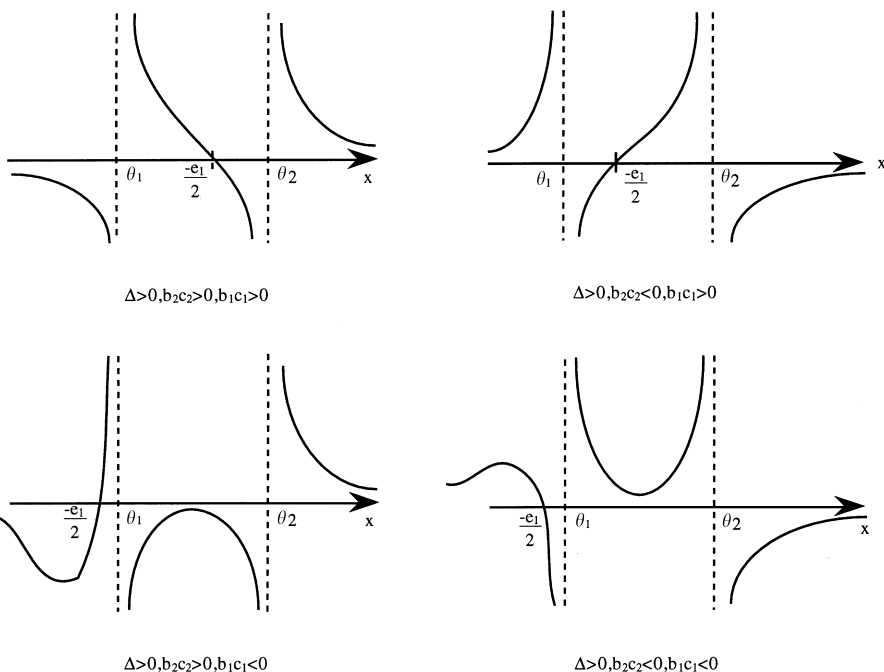 θ₁ -e₁/2 θ₂ x
θ₁ -e₁/2 θ₂ x
Δ>0,b₂c₂>0,b₁c₁>0
Δ>0,b₂c₂<0,b₁c₁>0
-e₁/2 θ₁ θ₂ x
-e₁/2 θ₁ θ₂ x
Δ>0,b₂c₂>0,b₁c₁<0
Δ>0,b₂c₂<0,b₁c₁<0